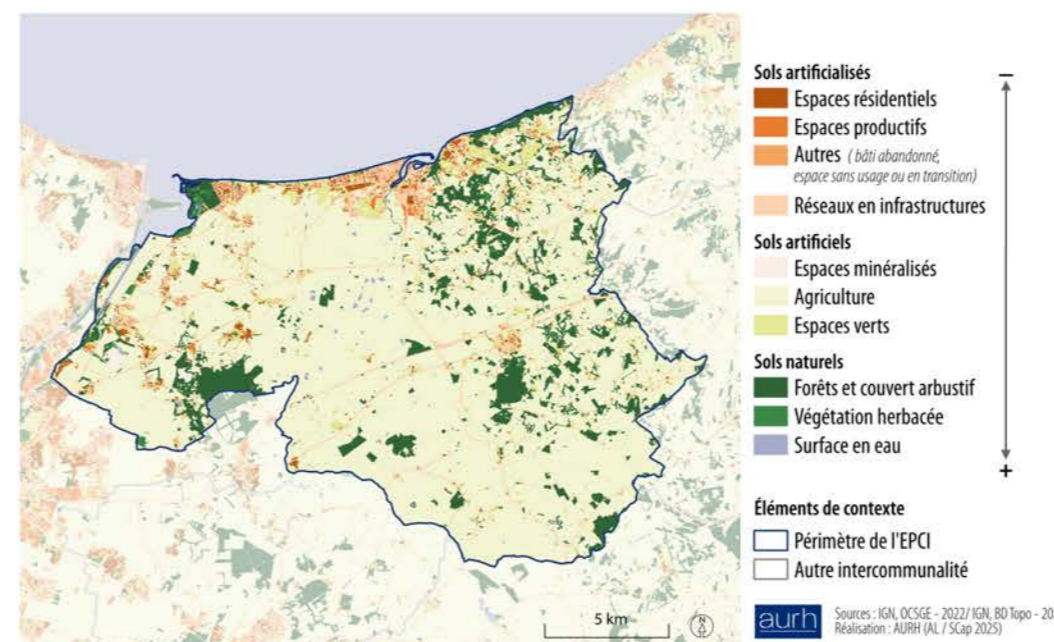 Sols artificialisés
–
Espaces résidentiels
Espaces productifs
Autres ( bâti abandonné,
espace sans usage ou en transition)
Réseaux en infrastructures
Sols artificiels
Espaces minéralisés
Agriculture
Espaces verts
Sols naturels
Forêts et couvert arbustif
Végétation herbacée
Surface en eau
+
Éléments de contexte
Périmètre de l'EPCI
Autre intercommunalité
5 km
N
aurh
Sources : IGN, OCSGE - 2022/ IGN, BD Topo - 20
Réalisation : AURH (AL / SCap 2025)